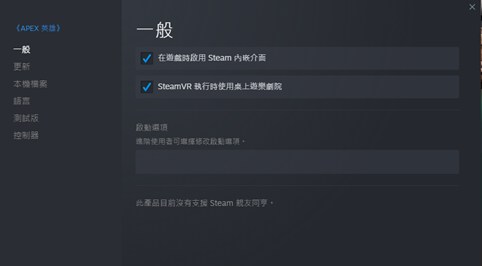 《APEX 英雄》
一般
更新
本機檔案
語言
測試版
控制器
一般
在遊戲時啟用 Steam 內嵌介面
SteamVR 執行時使用桌上遊樂劇院
啟動選項
進階使用者可選擇修改啟動選項。
此產品目前沒有支援 Steam 親友同享。